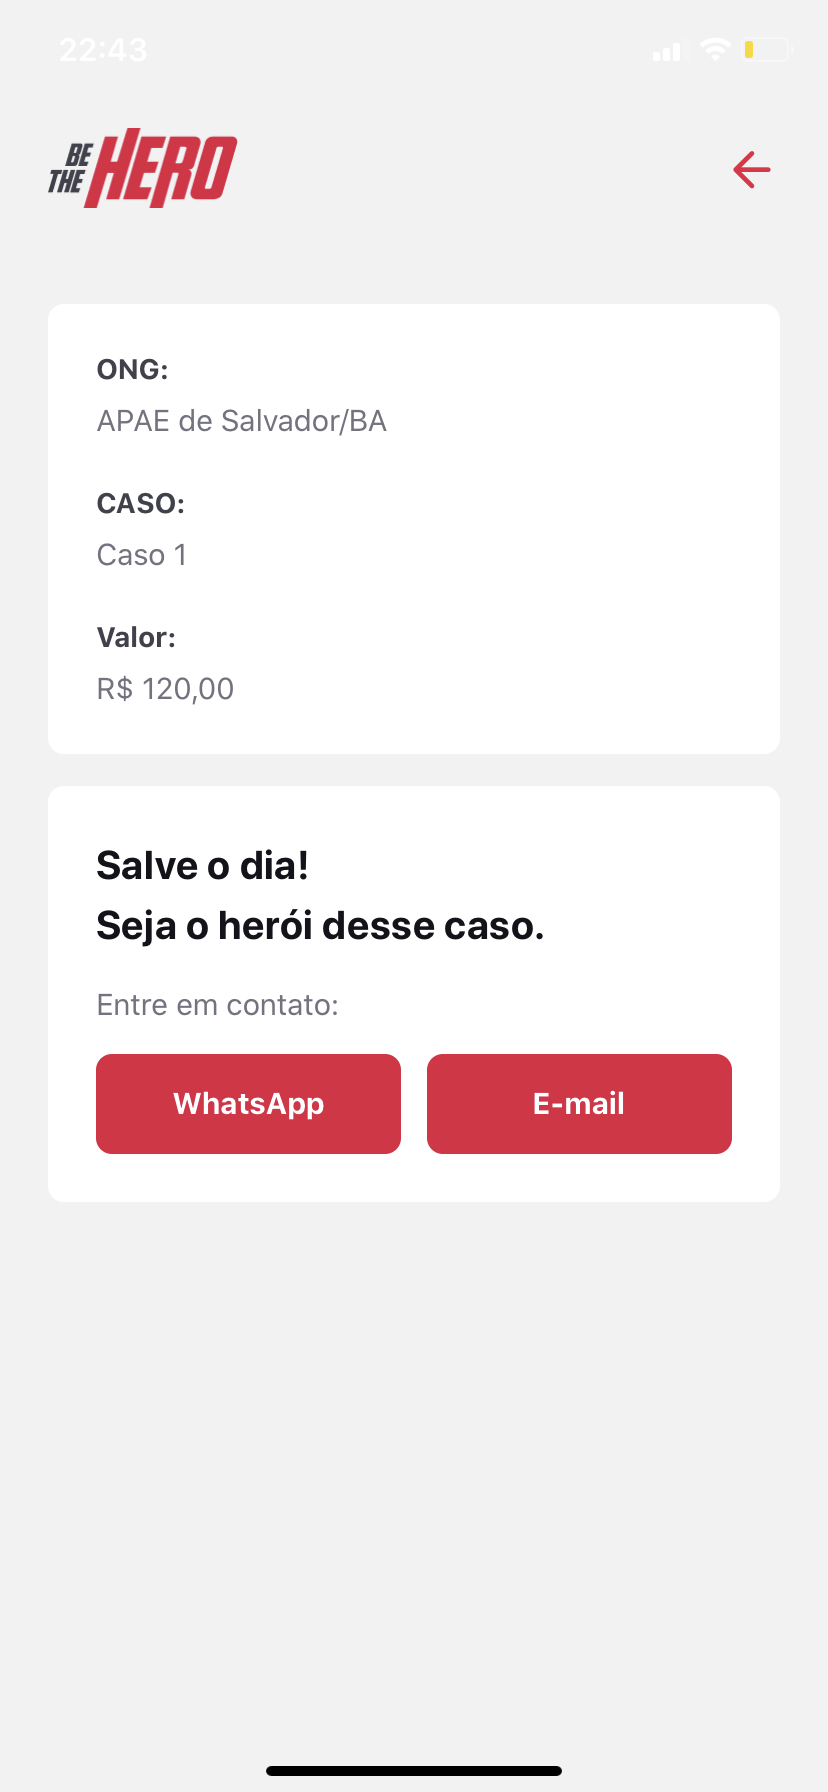 22:43
BE
THE HERO
ONG:
APAE de Salvador/BA
CASO:
Caso 1
Valor:
R$ 120,00
Salve o dia!
Seja o herói desse caso.
Entre em contato:
WhatsApp
E-mail